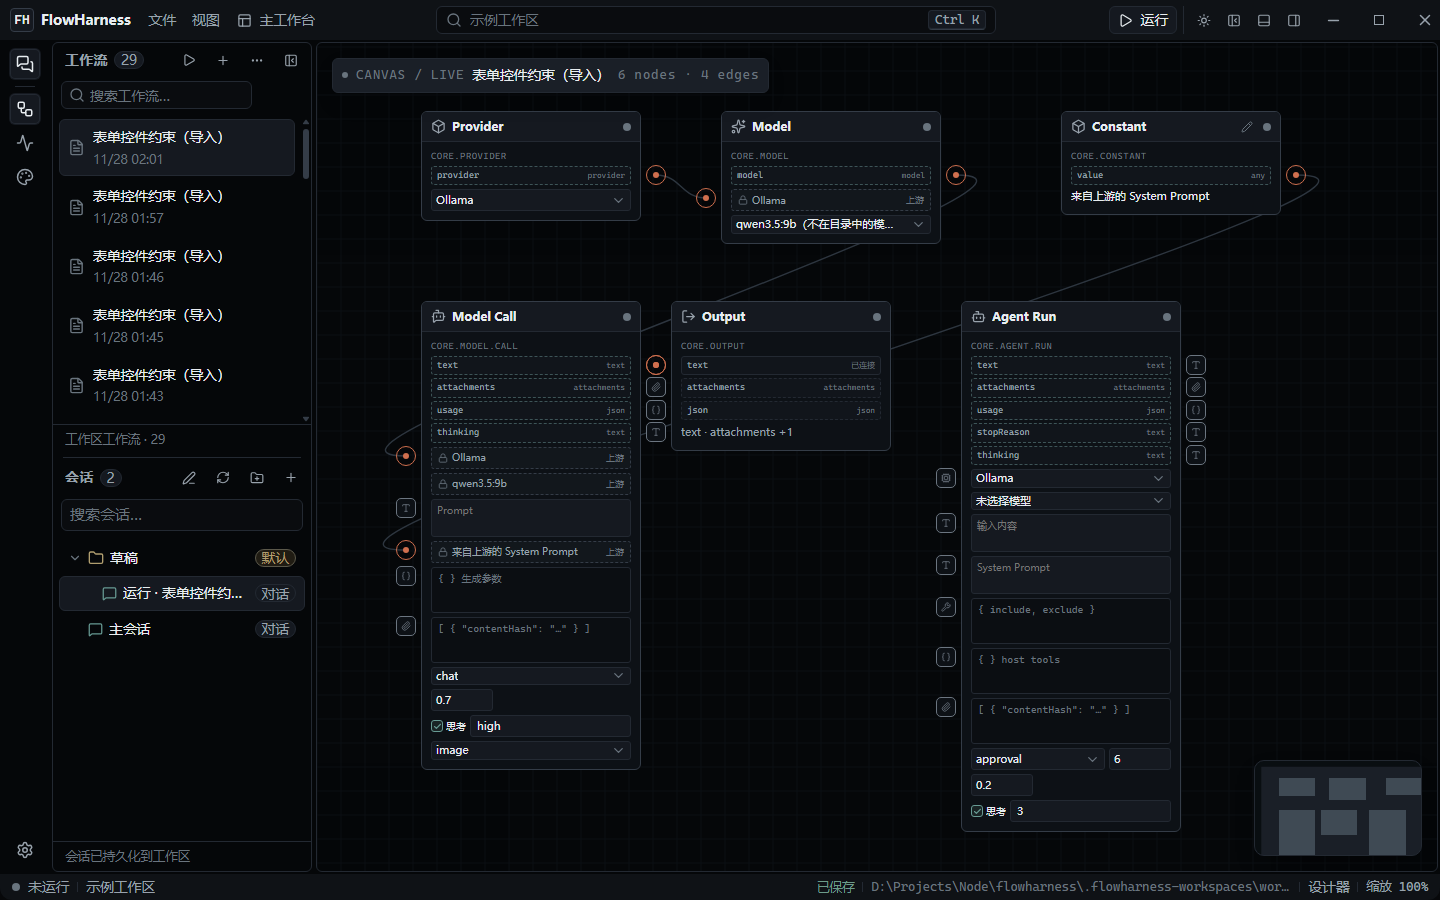 FH FlowHarness 文件 视图 主工作台 示例工作区 Ctrl K 运行
工作流 29
搜索工作流...
表单控件约束（导入）
11/28 02:01
表单控件约束（导入）
11/28 01:57
表单控件约束（导入）
11/28 01:46
表单控件约束（导入）
11/28 01:45
表单控件约束（导入）
11/28 01:43
工作区工作流 · 29
会话 2
搜索会话...
草稿 默认
运行 · 表单控件约... 对话
主会话 对话
会话已持久化到工作区
CANVAS / LIVE 表单控件约束（导入） 6 nodes · 4 edges
Provider
CORE.PROVIDER
provider provider
Ollama
Model
CORE.MODEL
model model
Ollama 上游
qwen3.5:9b（不在目录中的模...
Constant
CORE.CONSTANT
value any
来自上游的 System Prompt
Model Call
CORE.MODEL.CALL
text text
attachments attachments
usage json
thinking text
Ollama 上游
qwen3.5:9b 上游
Prompt
来自上游的 System Prompt 上游
{ } 生成参数
[ { "contentHash": "…" } ]
chat
0.7
思考 high
image
Output
CORE.OUTPUT
text 已连接
attachments attachments
json json
text · attachments +1
Agent Run
CORE.AGENT.RUN
text text
attachments attachments
usage json
stopReason text
thinking text
Ollama
未选择模型
输入内容
System Prompt
{ include, exclude }
{ } host tools
[ { "contentHash": "…" } ]
approval 6
0.2
思考 3
未运行 示例工作区 已保存 D:\Projects\Node\flowharness\.flowharness-workspaces\wor… 设计器 缩放 100%